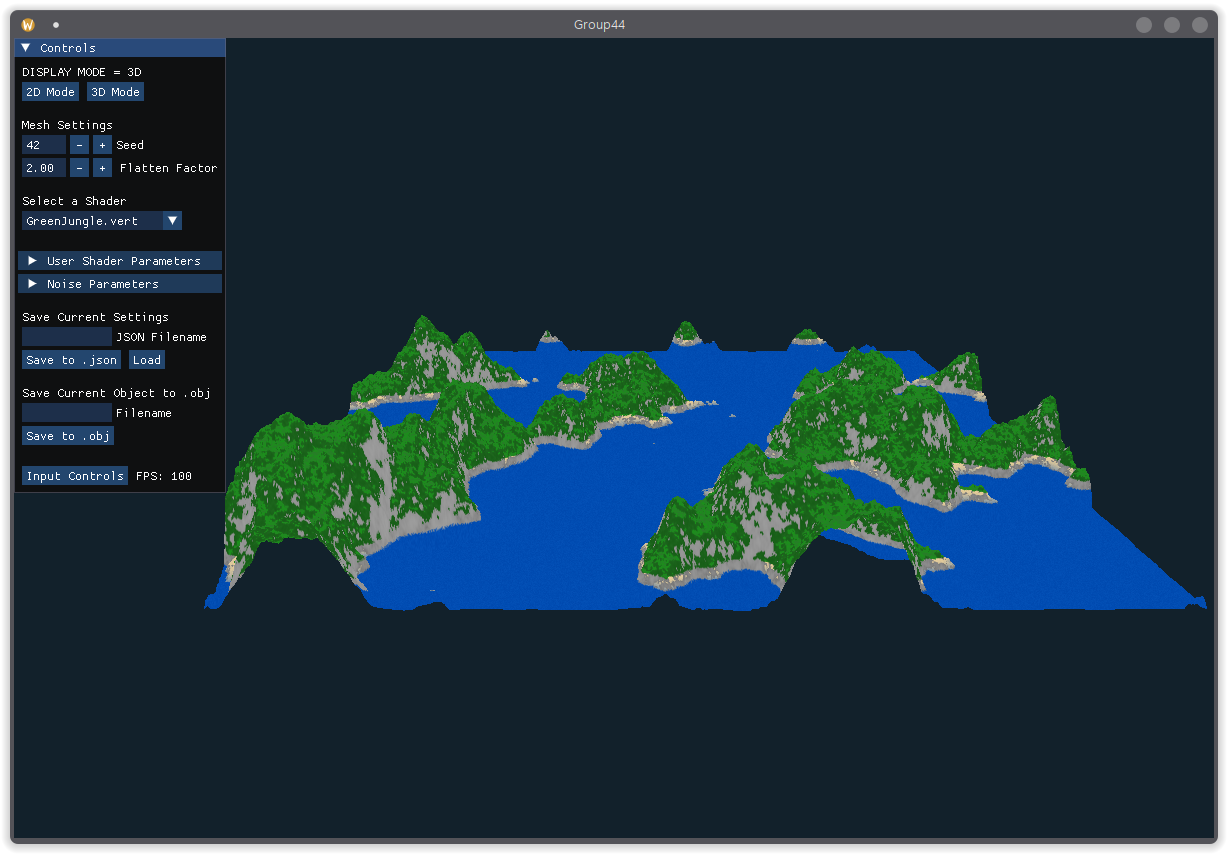 W
Group44
Controls
DISPLAY MODE = 3D
2D Mode 3D Mode
Mesh Settings
42 - + Seed
2.00 - + Flatten Factor
Select a Shader
GreenJungle.vert
User Shader Parameters
Noise Parameters
Save Current Settings
JSON Filename
Save to .json Load
Save Current Object to .obj
Filename
Save to .obj
Input Controls FPS: 100